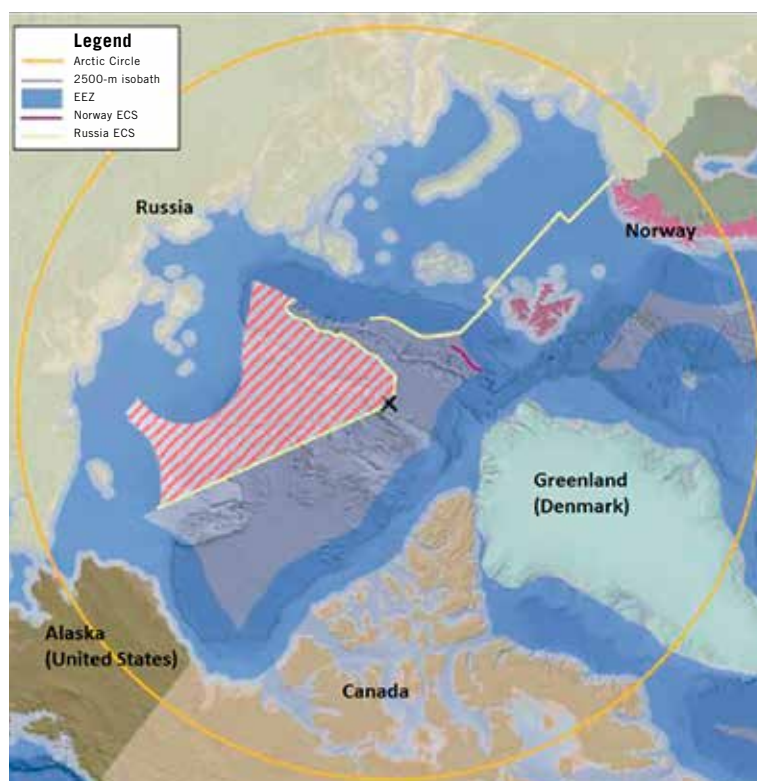 Legend
Arctic Circle
2500-m isobath
EEZ
Norway ECS
Russia ECS
Russia
Norway
X
Greenland
(Denmark)
Alaska
(United States)
Canada